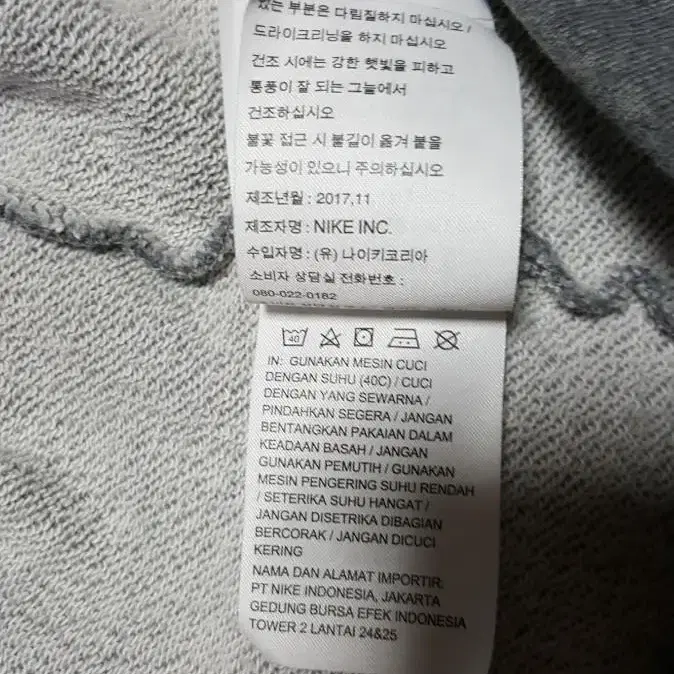 있는 부분은 다림질하지 마십시오 /
드라이크리닝을 하지 마십시오
건조 시에는 강한 햇빛을 피하고
통풍이 잘 되는 그늘에서
건조하십시오
불꽃 접근 시 불길이 옮겨 붙을
가능성이 있으니 주의하십시오
제조년월 : 2017,11
제조자명 : NIKE INC.
수입자명 : (유) 나이키코리아
소비자 상담실 전화번호 :
080-022-0182
40
IN: GUNAKAN MESIN CUCI
DENGAN SUHU (40C) / CUCI
DENGAN YANG SEWARNA /
PINDAHKAN SEGERA / JANGAN
BENTANGKAN PAKAIAN DALAM
KEADAAN BASAH / JANGAN
GUNAKAN PEMUTIH / GUNAKAN
MESIN PENGERING SUHU RENDAH
/ SETERIKA SUHU HANGAT /
JANGAN DISETRIKA DIBAGIAN
BERCORAK / JANGAN DICUCI
KERING
NAMA DAN ALAMAT IMPORTIR:
PT NIKE INDONESIA, JAKARTA
GEDUNG BURSA EFEK INDONESIA
TOWER 2 LANTAI 24&25